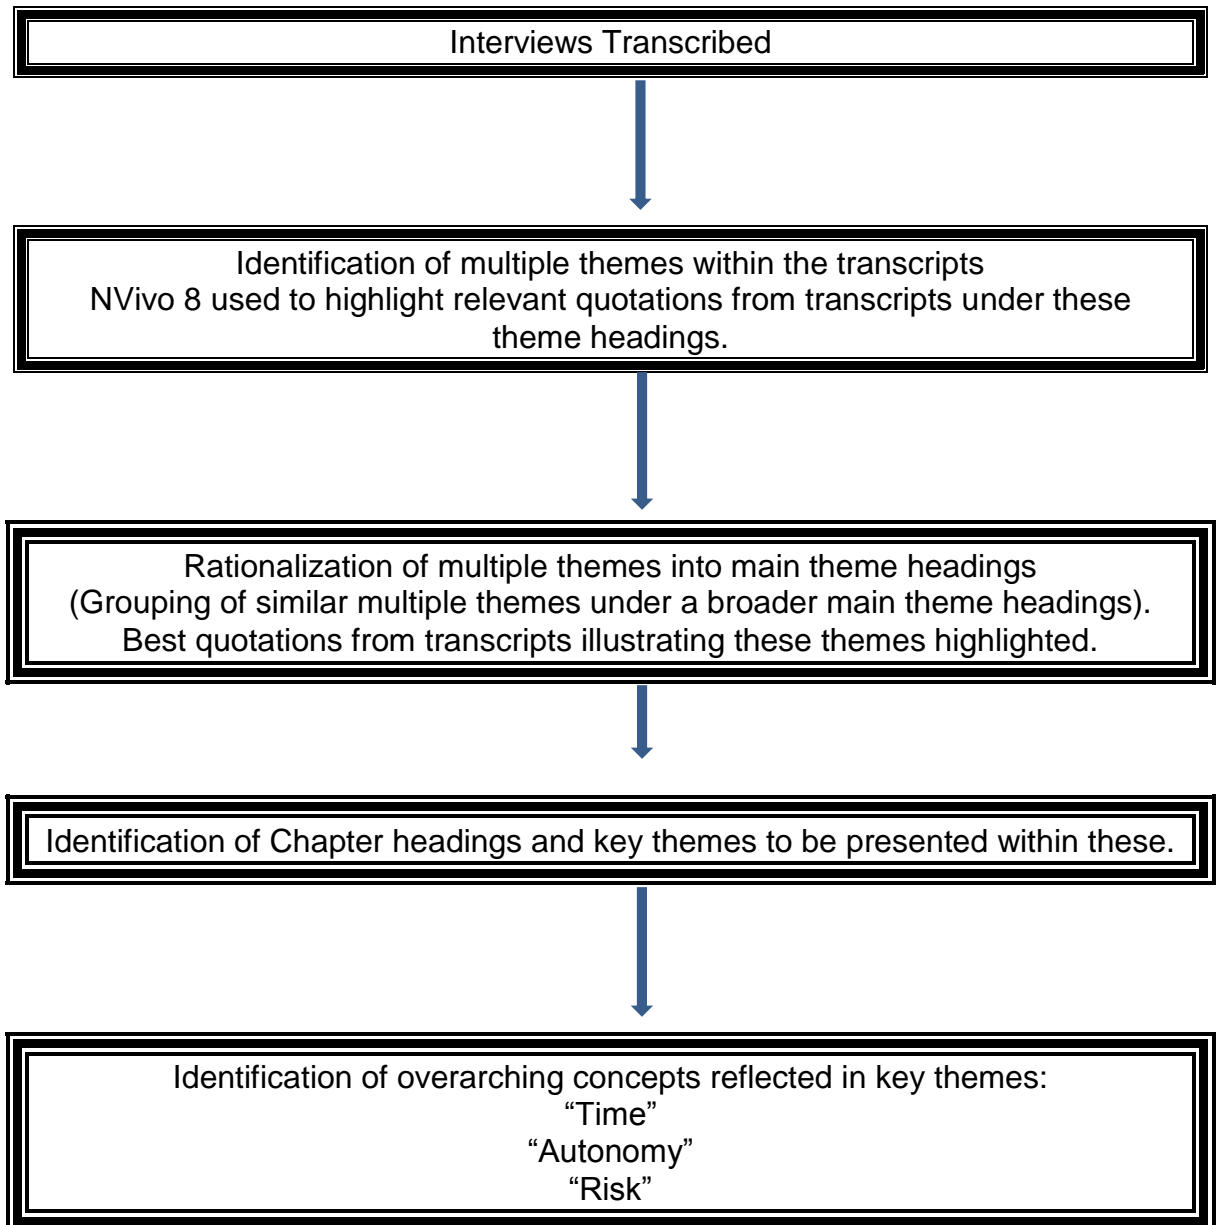 Interviews Transcribed
Identification of multiple themes within the transcripts
NVivo 8 used to highlight relevant quotations from transcripts under these
theme headings.
Rationalization of multiple themes into main theme headings
(Grouping of similar multiple themes under a broader main theme headings).
Best quotations from transcripts illustrating these themes highlighted.
Identification of Chapter headings and key themes to be presented within these.
Identification of overarching concepts reflected in key themes:
“Time”
“Autonomy”
“Risk”